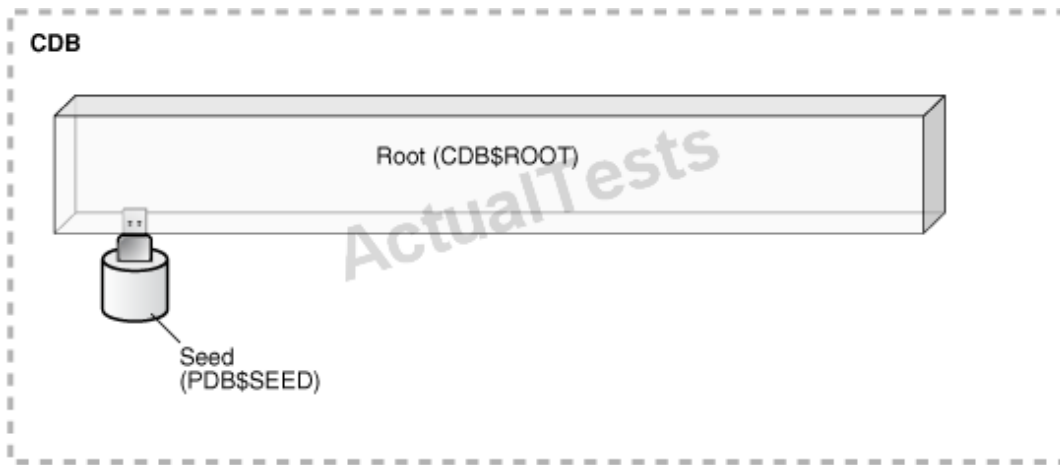 CDB
Root (CDB$ROOT)
ActualTests
Seed
(PDB$SEED)